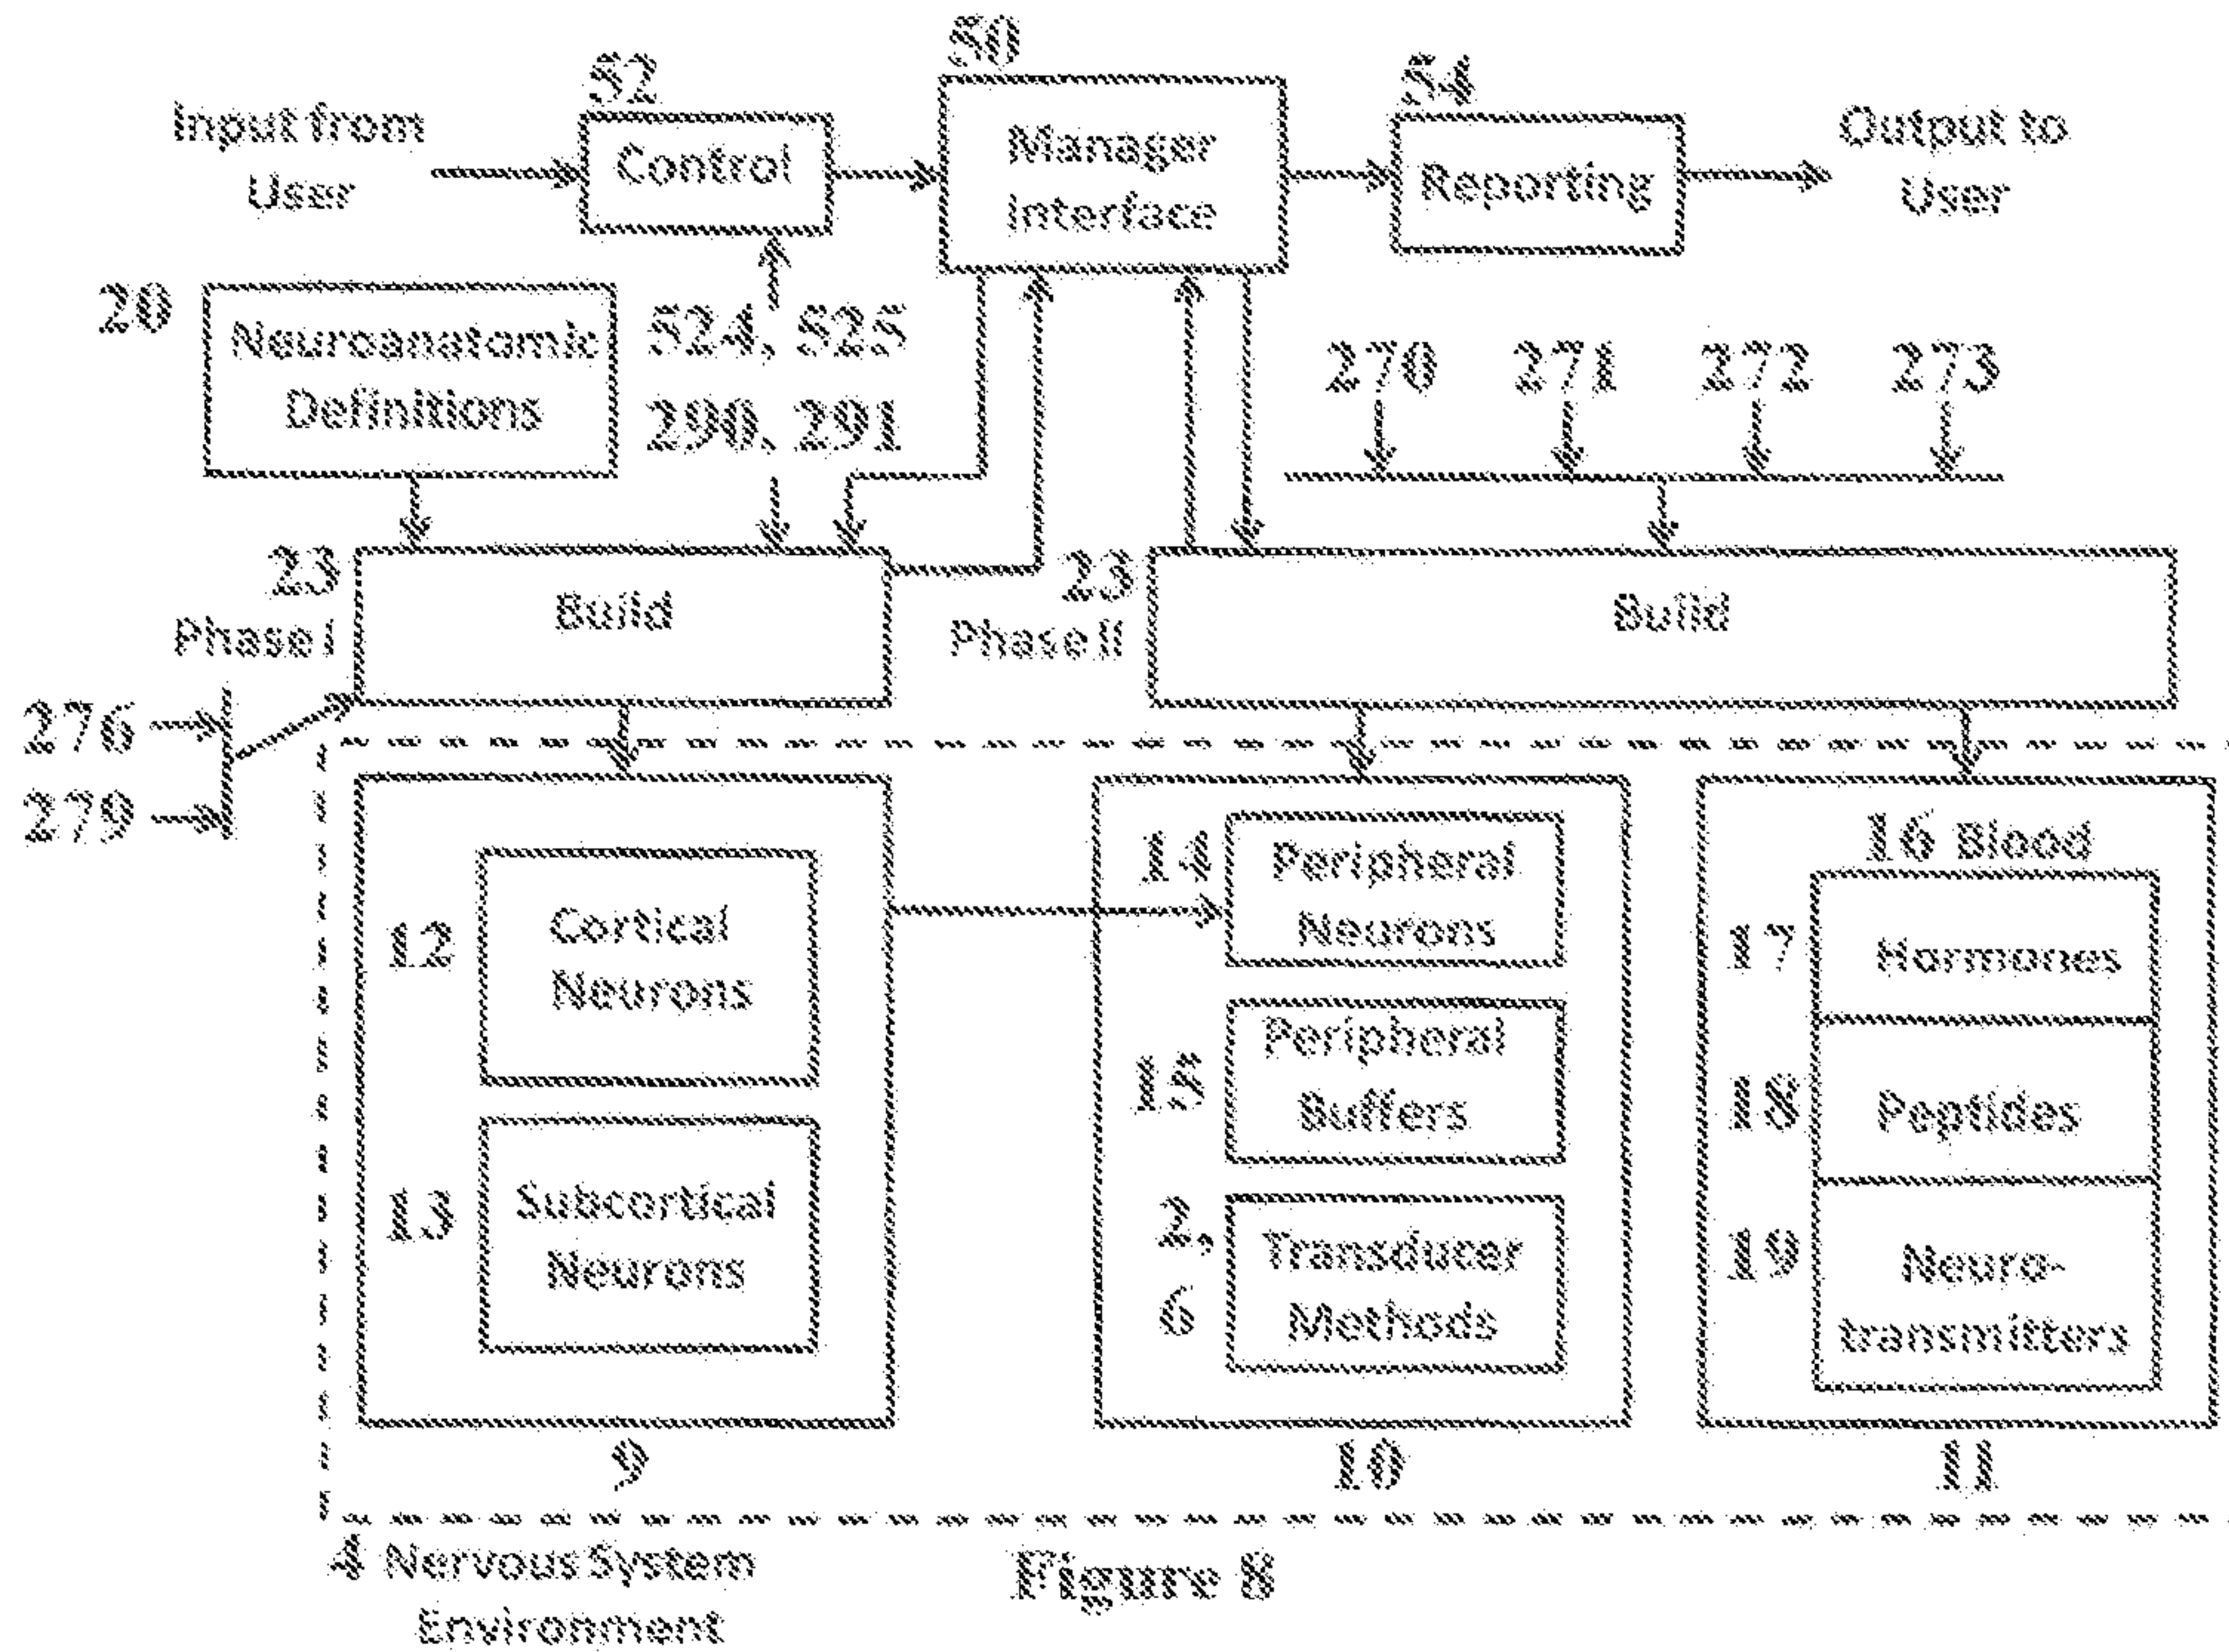 50
52
54
Input from
User
Control
Manager
Interface
Reporting
Output to
User
20
Neuroanatomic
Definitions
524, 525
290, 291
270 271 272 273
23
Phase I
Build
23
Phase II
Build
276
279
12
Cortical
Neurons
13
Subcortical
Neurons
9
14
Peripheral
Neurons
15
Peripheral
Buffers
2,
6
Transducer
Methods
10
16 Blood
17
Hormones
18
Peptides
19
Neuro-
transmitters
11
4 Nervous System
Environment
Figure 8